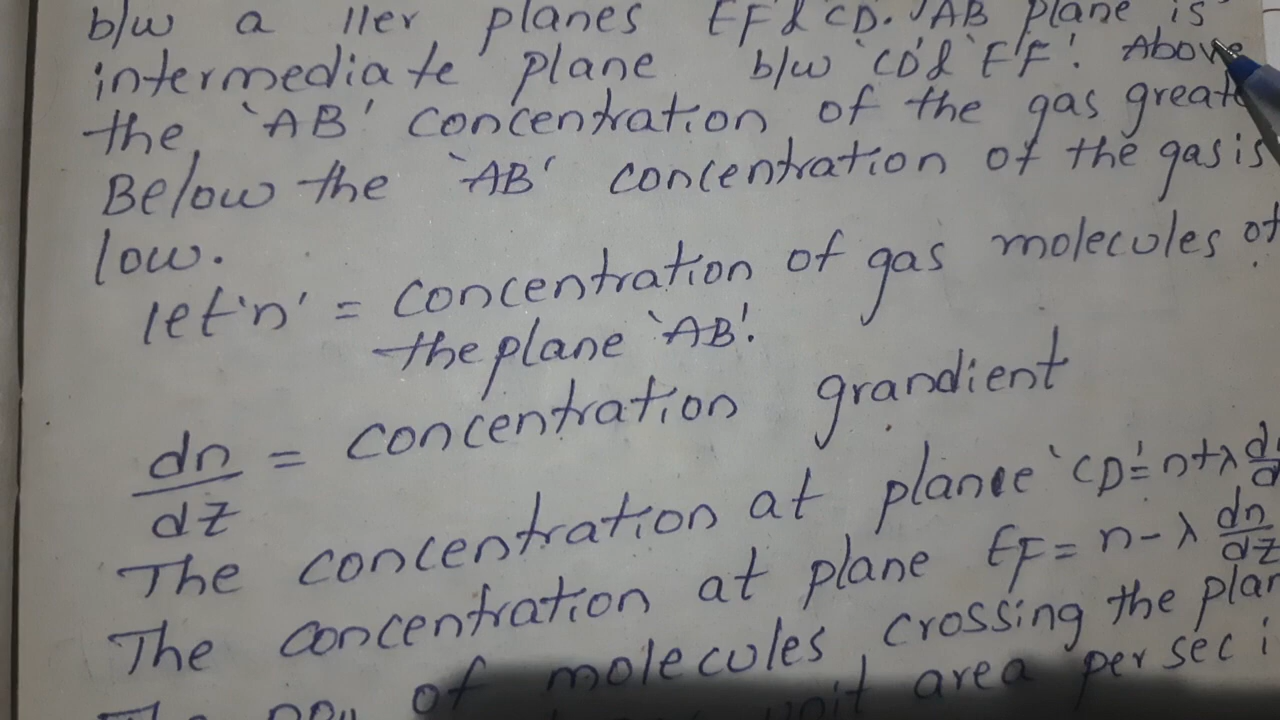 b/w a ller planes EF & CD. AB plane is
intermediate plane b/w 'CD' & 'EF'. Above
the 'AB' concentration of the gas great
Below the 'AB' concentration of the gas is
low.
let 'n' = concentration of gas molecules of
the plane 'AB'.
dn/dz = concentration grandient
The concentration at plane 'CD' = n+λ
The concentration at plane EF = n-λ dn/dz
of molecules crossing the
area per sec